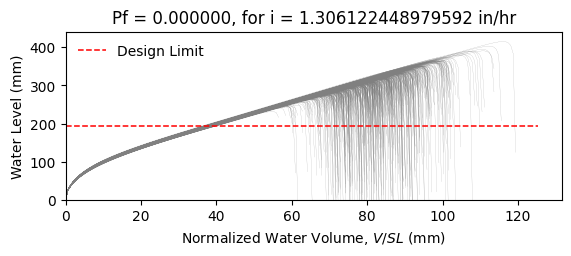 Pf = 0.000000, for i = 1.306122448979592 in/hr
Design Limit
Water Level (mm)
400
300
200
100
0
0 20 40 60 80 100 120
Normalized Water Volume, V/SL (mm)